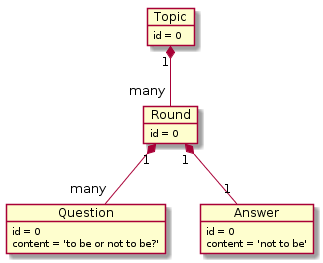 Topic
id = 0
1
many
Round
id = 0
1 1
many 1
Question
id = 0
content = 'to be or not to be?'
Answer
id = 0
content = 'not to be'